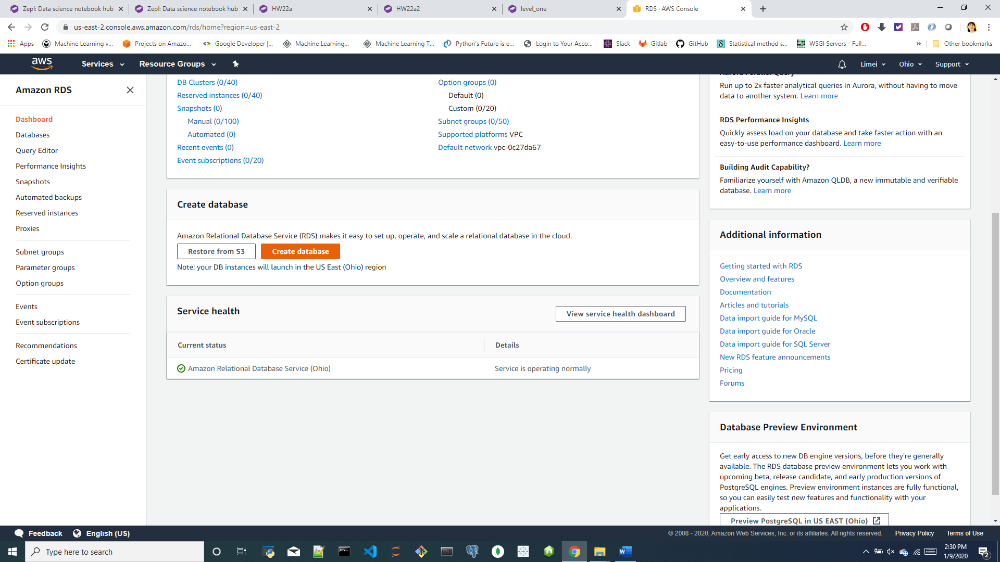 Zepl: Data science notebook hub
Zepl: Data science notebook hub
HW22a
HW22a2
level_one
RDS · AWS Console
us-east-2.console.aws.amazon.com/rds/home?region=us-east-2
Apps
Machine Learning v...
Projects on Amazo...
Google Developer |...
Machine Learning...
Machine Learning T...
Python's Future is e...
Login to Your Acco...
Slack
Gitlab
GitHub
Statistical method s...
WSGI Servers - Full...
»
Other bookmarks
aws
Services
Resource Groups
Limei
Ohio
Support
Amazon RDS
Dashboard
Databases
Query Editor
Performance Insights
Snapshots
Automated backups
Reserved instances
Proxies
Subnet groups
Parameter groups
Option groups
Events
Event subscriptions
Recommendations
Certificate update
DB Clusters (0/40)
Reserved instances (0/40)
Snapshots (0)
Manual (0/100)
Automated (0)
Recent events (0)
Event subscriptions (0/20)
Option groups (0)
Default (0)
Custom (0/20)
Subnet groups (0/50)
Supported platforms VPC
Default network vpc-0c27da67
Create database
Amazon Relational Database Service (RDS) makes it easy to set up, operate, and scale a relational database in the cloud.
Restore from S3
Create database
Note: your DB instances will launch in the US East (Ohio) region
Service health
View service health dashboard
Current status
Details
Amazon Relational Database Service (Ohio)
Service is operating normally
Aurora Parallel Query
Run up to 2x faster analytical queries in Aurora, without having to move
data to another system. Learn more
RDS Performance Insights
Quickly assess load on your database and take faster action with an
easy-to-use performance dashboard. Learn more
Building Audit Capability?
Familiarize yourself with Amazon QLDB, a new immutable and verifiable
database. Learn more
Additional information
Getting started with RDS
Overview and features
Documentation
Articles and tutorials
Data import guide for MySQL
Data import guide for Oracle
Data import guide for SQL Server
New RDS feature announcements
Pricing
Forums
Database Preview Environment
Get early access to new DB engine versions, before they're generally
available. The RDS database preview environment lets you work with
upcoming beta, release candidate, and early production versions of
PostgreSQL engines. Preview environment instances are fully functional,
so you can easily test new features and functionality with your
applications.
Preview PostgreSQL in US EAST (Ohio)
Feedback
English (US)
© 2008 - 2020, Amazon Web Services, Inc. or its affiliates. All rights reserved.
Privacy Policy
Terms of Use
Type here to search
2:30 PM
1/9/2020
2